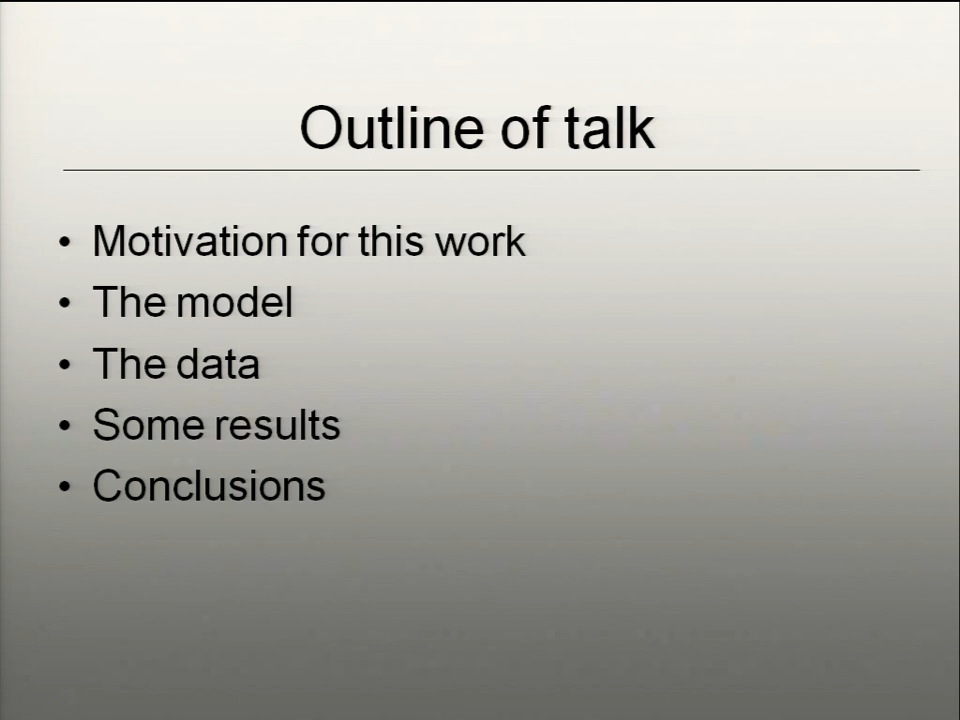 Outline of talk
• Motivation for this work
• The model
• The data
• Some results
• Conclusions